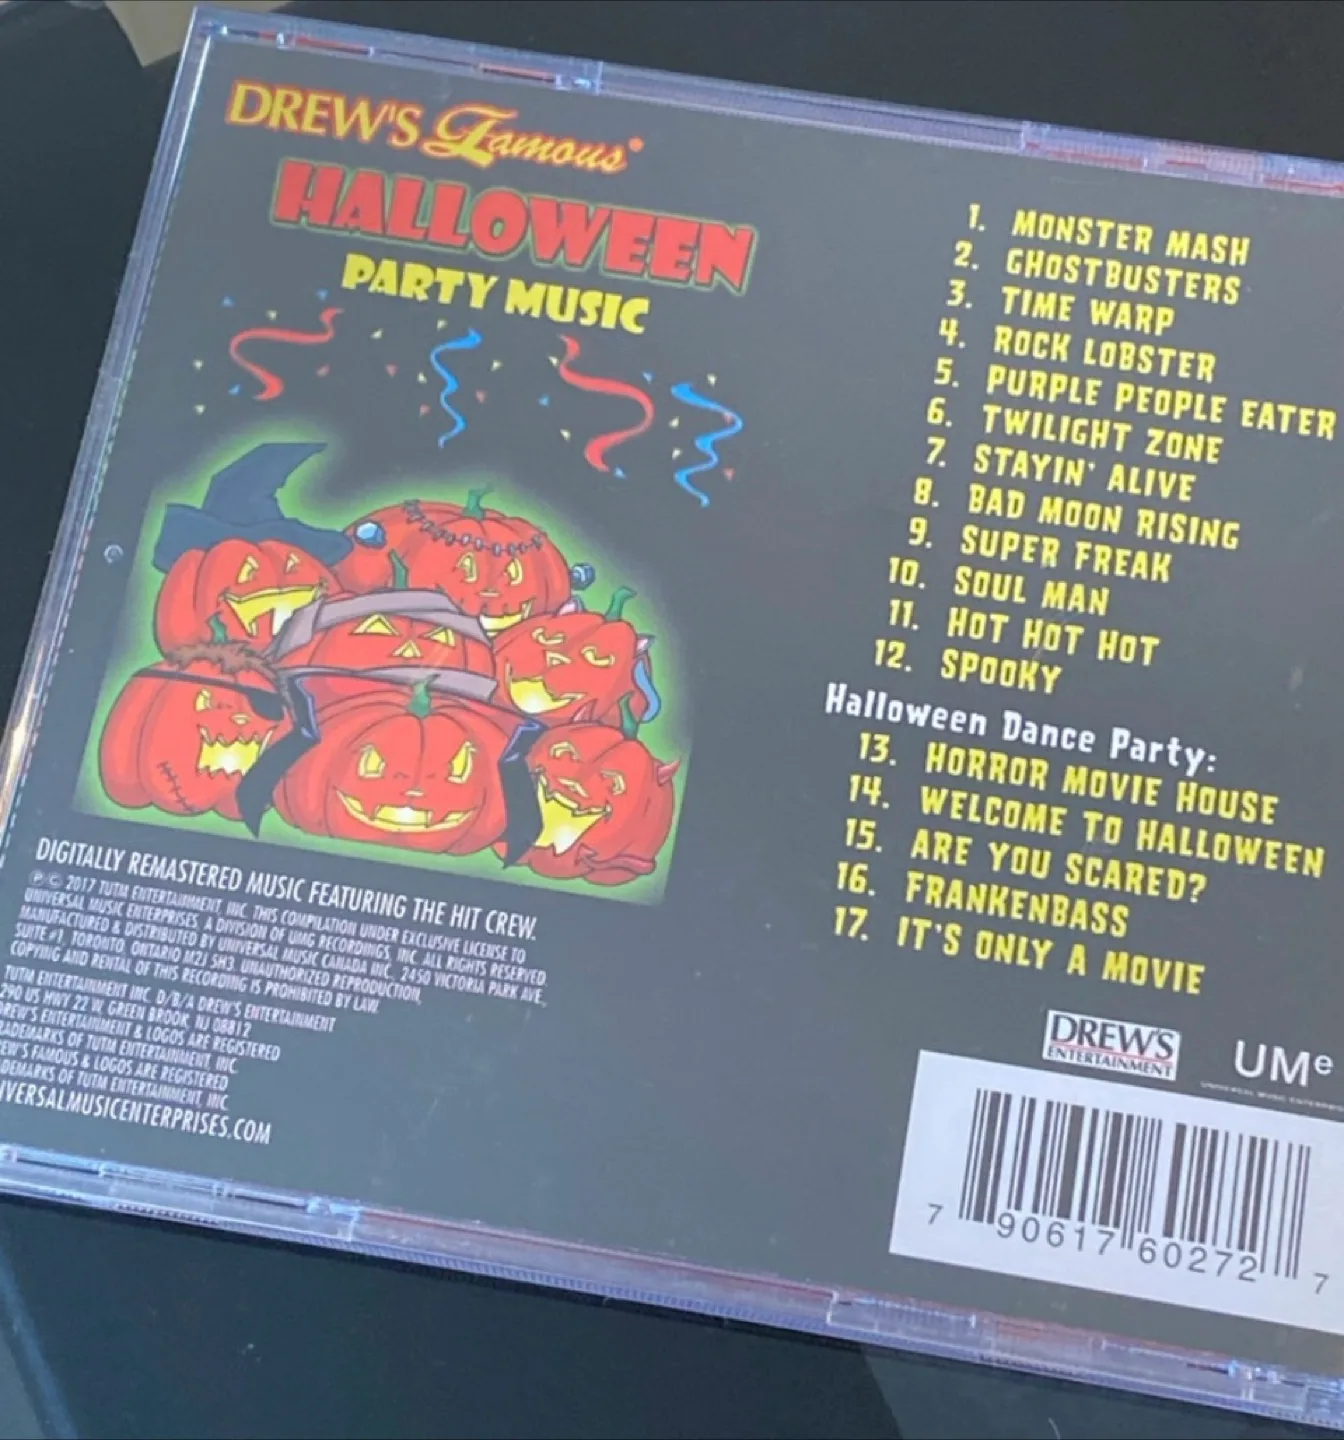 DREW'S Famous®
HALLOWEEN
PARTY MUSIC
1. MONSTER MASH
2. GHOSTBUSTERS
3. TIME WARP
4. ROCK LOBSTER
5. PURPLE PEOPLE EATER
6. TWILIGHT ZONE
7. STAYIN' ALIVE
8. BAD MOON RISING
9. SUPER FREAK
10. SOUL MAN
11. HOT HOT HOT
12. SPOOKY
Halloween Dance Party:
13. HORROR MOVIE HOUSE
14. WELCOME TO HALLOWEEN
15. ARE YOU SCARED?
16. FRANKENBASS
17. IT'S ONLY A MOVIE
DIGITALLY REMASTERED MUSIC FEATURING THE HIT CREW.
℗ © 2017 TUTM ENTERTAINMENT, INC. THIS COMPILATION UNDER EXCLUSIVE LICENSE TO
UNIVERSAL MUSIC ENTERPRISES, A DIVISION OF UMG RECORDINGS, INC. ALL RIGHTS RESERVED.
MANUFACTURED & DISTRIBUTED BY UNIVERSAL MUSIC CANADA INC., 2450 VICTORIA PARK AVE.,
SUITE #1, TORONTO, ONTARIO M2J 5H3. UNAUTHORIZED REPRODUCTION,
COPYING AND RENTAL OF THIS RECORDING IS PROHIBITED BY LAW.
TUTM ENTERTAINMENT INC. D/B/A DREW'S ENTERTAINMENT
290 US HWY 22 W, GREEN BROOK, NJ 08812
DREW'S ENTERTAINMENT & LOGOS ARE REGISTERED
RADEMARKS OF TUTM ENTERTAINMENT, INC.
EW'S FAMOUS & LOGOS ARE REGISTERED
DEMARKS OF TUTM ENTERTAINMENT, INC.
IVERSALMUSICENTERPRISES.COM
DREW'S
ENTERTAINMENT
UMe
UNIVERSAL MUSIC ENTERPR
7 90617 60272 7